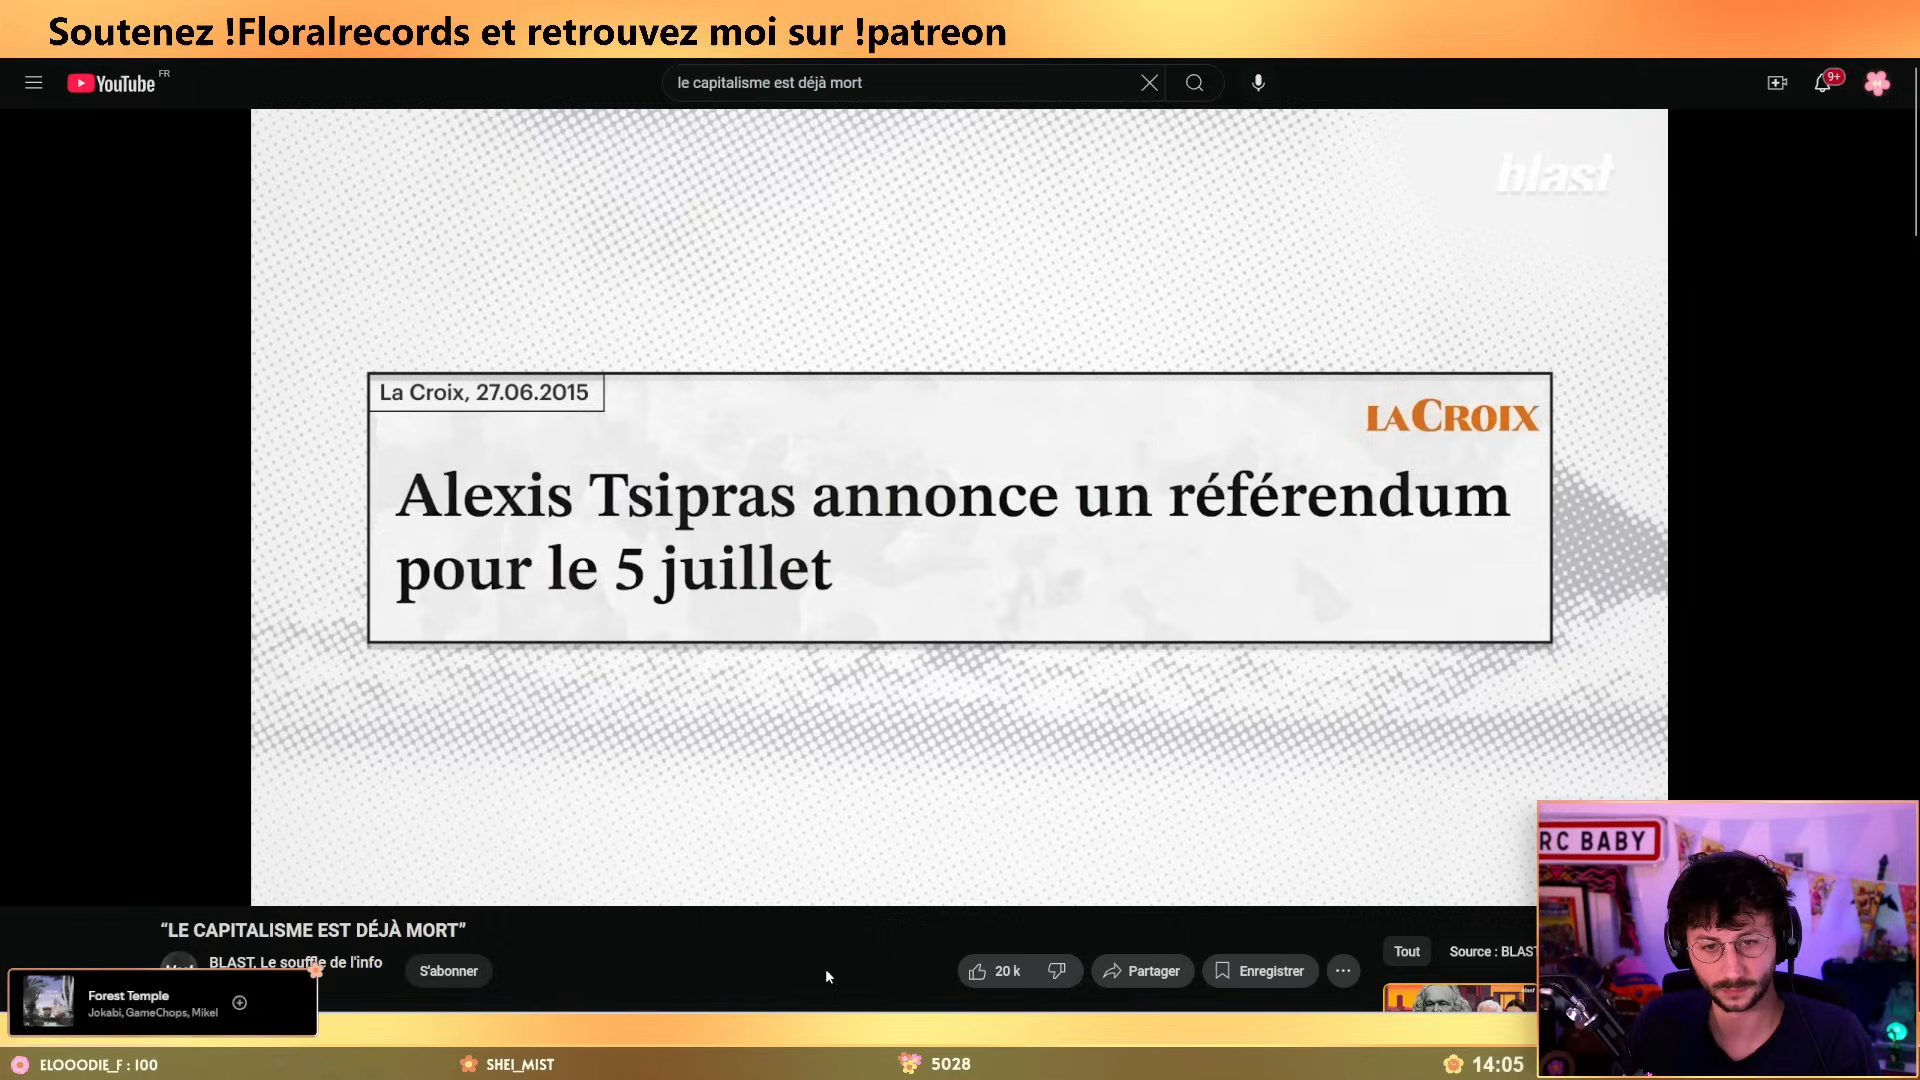 Soutenez !Floralrecords et retrouvez moi sur !patreon
YouTube FR
le capitalisme est déjà mort
9+
blast
La Croix, 27.06.2015
LA CROIX
Alexis Tsipras annonce un référendum
pour le 5 juillet
“LE CAPITALISME EST DÉJÀ MORT”
BLAST, Le souffle de l'info
S'abonner
20 k
Partager
Enregistrer
Tout
Source : BLAST
Forest Temple
Jokabi, GameChops, Mikel
RC BABY
ELOOODIE_F : 100
SHEI_MIST
5028
14:05